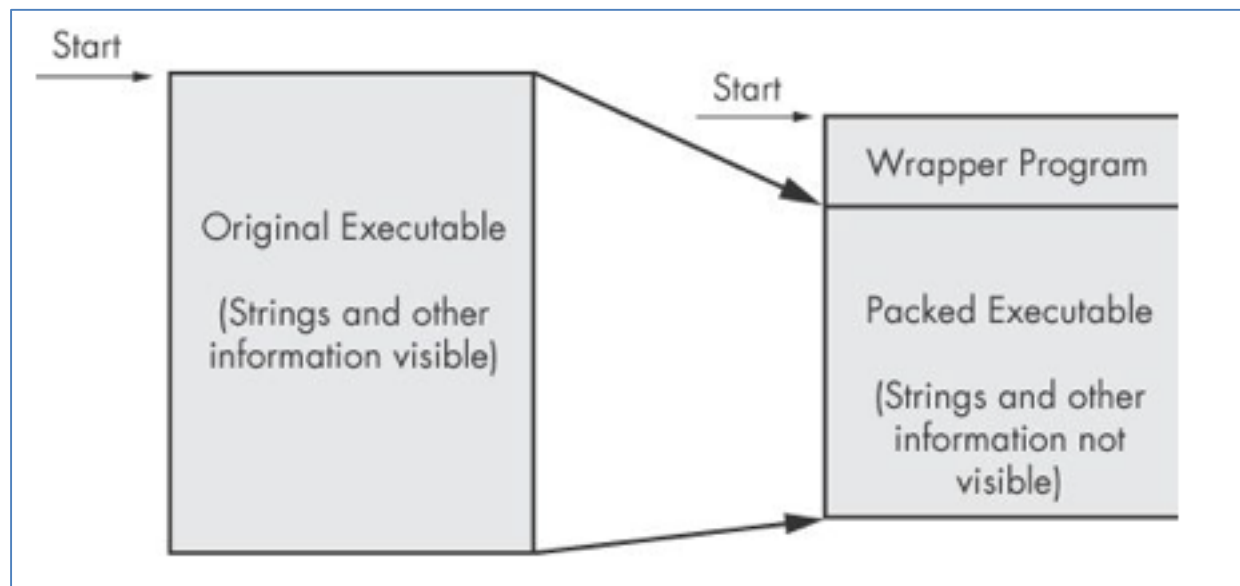 Start
Original Executable
(Strings and other
information visible)
Start
Wrapper Program
Packed Executable
(Strings and other
information not
visible)